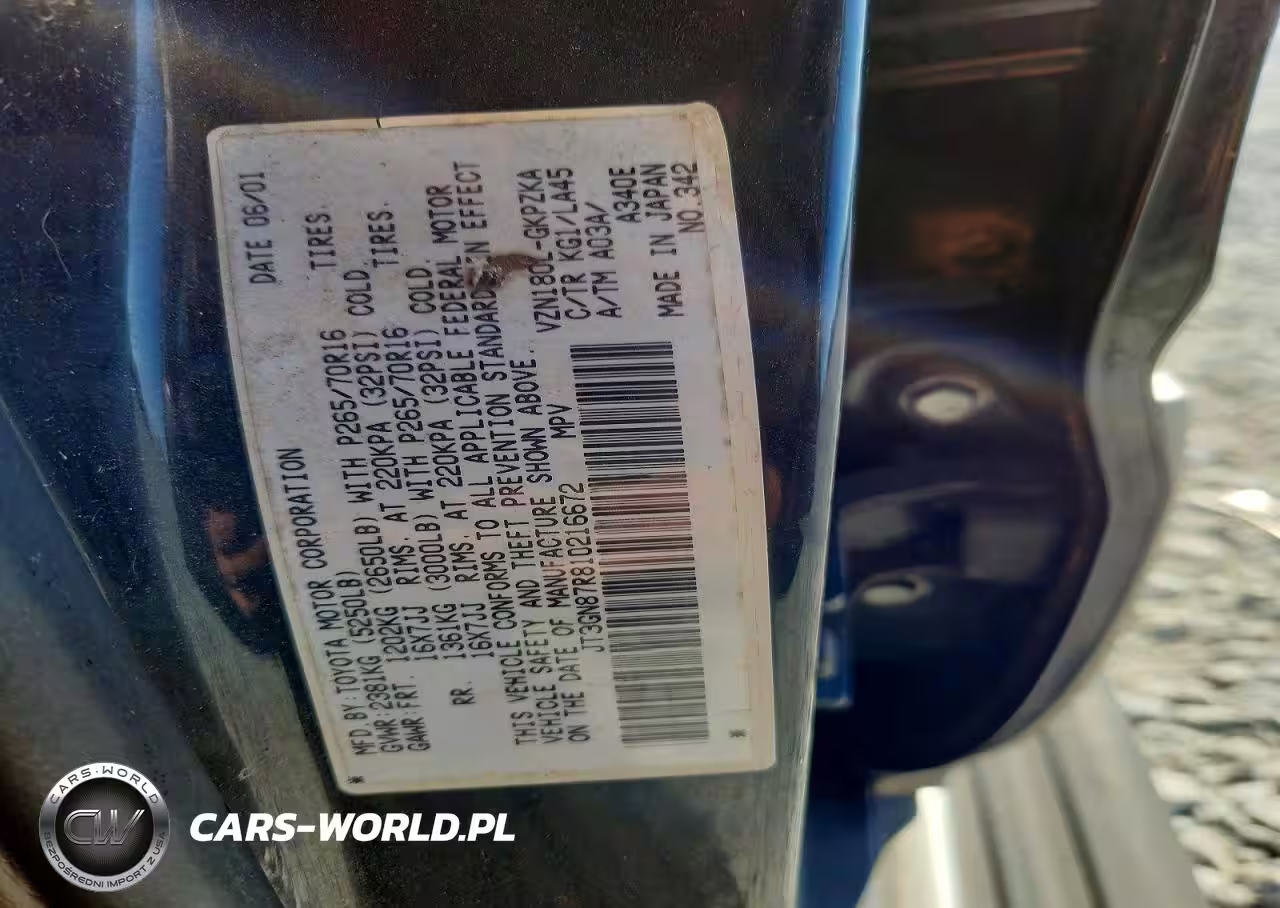 MFD. BY: TOYOTA MOTOR CORPORATION DATE 06/01
GVWR: 2381KG (5250LB)
GAWR: FRT. 1202KG (2650LB) WITH P265/70R16 TIRES.
16X7JJ RIMS, AT 220KPA (32PSI) COLD
RR. 1361KG (3000LB) WITH P265/70R16 TIRES.
16X7JJ RIMS, AT 220KPA (32PSI) COLD.
THIS VEHICLE CONFORMS TO ALL APPLICABLE FEDERAL MOTOR
VEHICLE SAFETY AND THEFT PREVENTION IN EFFECT
ON THE DATE OF MANUFACTURE SHOWN ABOVE.
JT3GN87R810216672 MPV
VZN180L-GKPZKA
C/TR KG1/LA45
A/TM A03A/
A340E
MADE IN JAPAN
NO. 342
CARS-WORLD
CW
BEZPOŚREDNI IMPORT Z USA
CARS-WORLD.PL